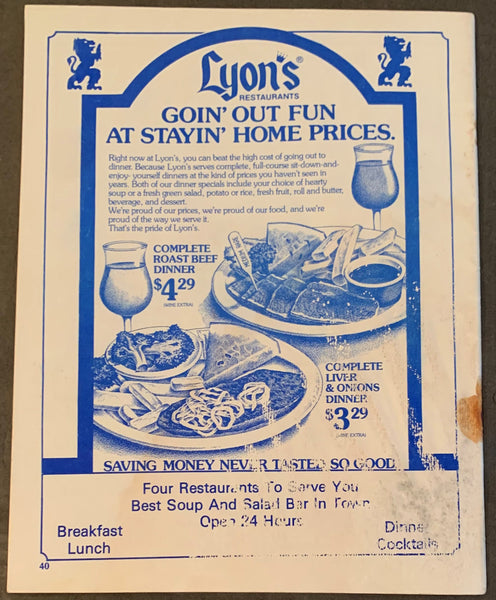 Lyon's®
RESTAURANTS
GOIN' OUT FUN
AT STAYIN' HOME PRICES.
Right now at Lyon's, you can beat the high cost of going out to
dinner. Because Lyon's serves complete, full-course sit-down-and-
enjoy- yourself dinners at the kind of prices you haven't seen in
years. Both of our dinner specials include your choice of hearty
soup or a fresh green salad, potato or rice, fresh fruit, roll and butter,
beverage, and dessert.
We're proud of our prices, we're proud of our food, and we're
proud of the way we serve it.
That's the pride of Lyon's.
COMPLETE
ROAST BEEF
DINNER
$4.29
(WINE EXTRA)
COMPLETE
LIVER
& ONIONS
DINNER
$3.29
(WINE EXTRA)
SAVING MONEY NEVER TASTED SO GOOD
Four Restaurants To Serve You
Best Soup And Salad Bar In Town
Open 24 Hours
Breakfast
Lunch
Dinner
Cocktails
40